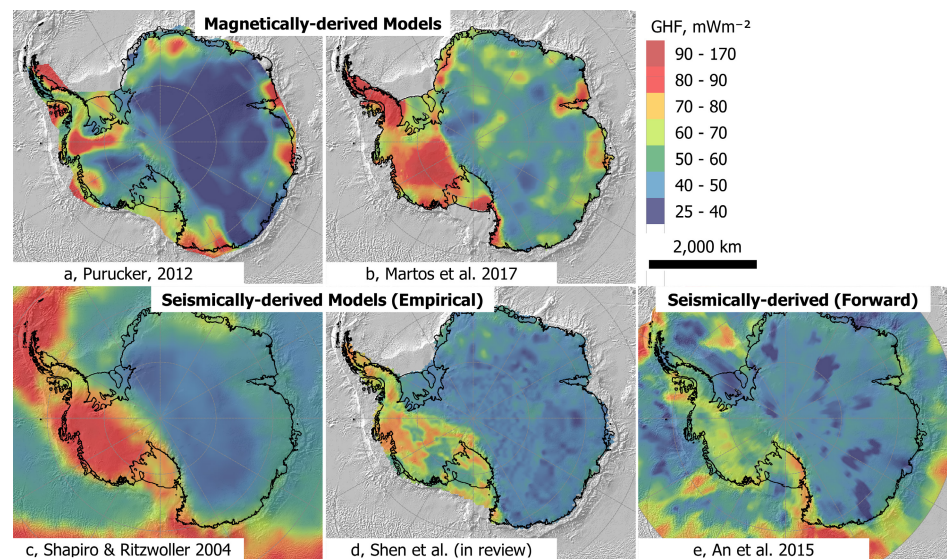 Magnetically-derived Models
GHF, mWm⁻²
90 - 170
80 - 90
70 - 80
60 - 70
50 - 60
40 - 50
25 - 40
2,000 km
a, Purucker, 2012
b, Martos et al. 2017
Seismically-derived Models (Empirical)
Seismically-derived (Forward)
c, Shapiro & Ritzwoller 2004
d, Shen et al. (in review)
e, An et al. 2015